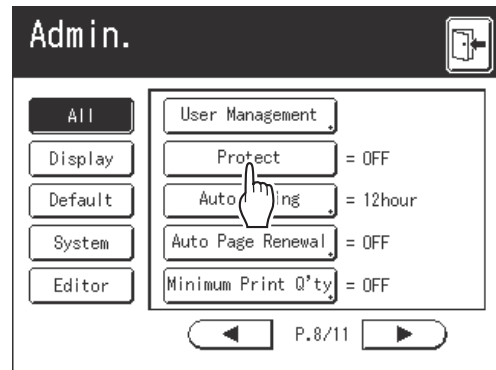 Admin.
All
User Management
Display
Protect = OFF
Default
Auto = 12hour
System
Auto Page Renewal = OFF
Editor
Minimum Print Q'ty = OFF
P.8/11